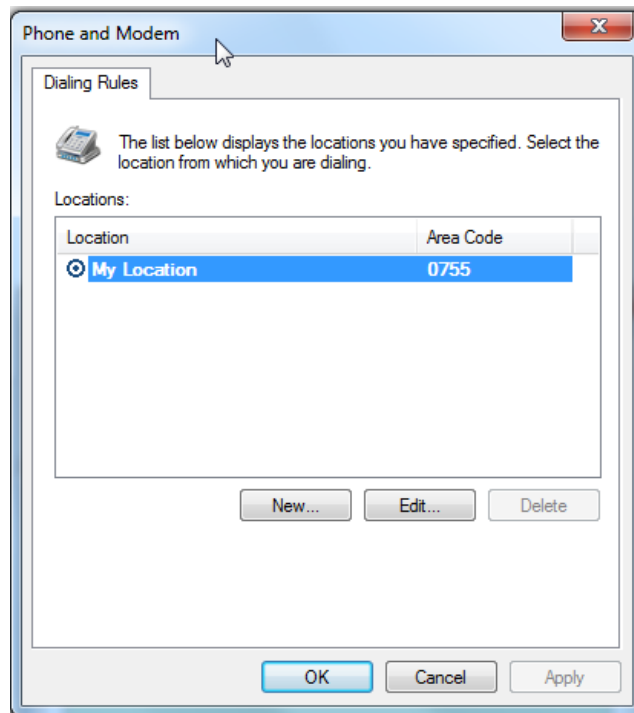 Phone and Modem
Dialing Rules
The list below displays the locations you have specified. Select the
location from which you are dialing.
Locations:
Location Area Code
My Location 0755
New... Edit... Delete
OK Cancel Apply